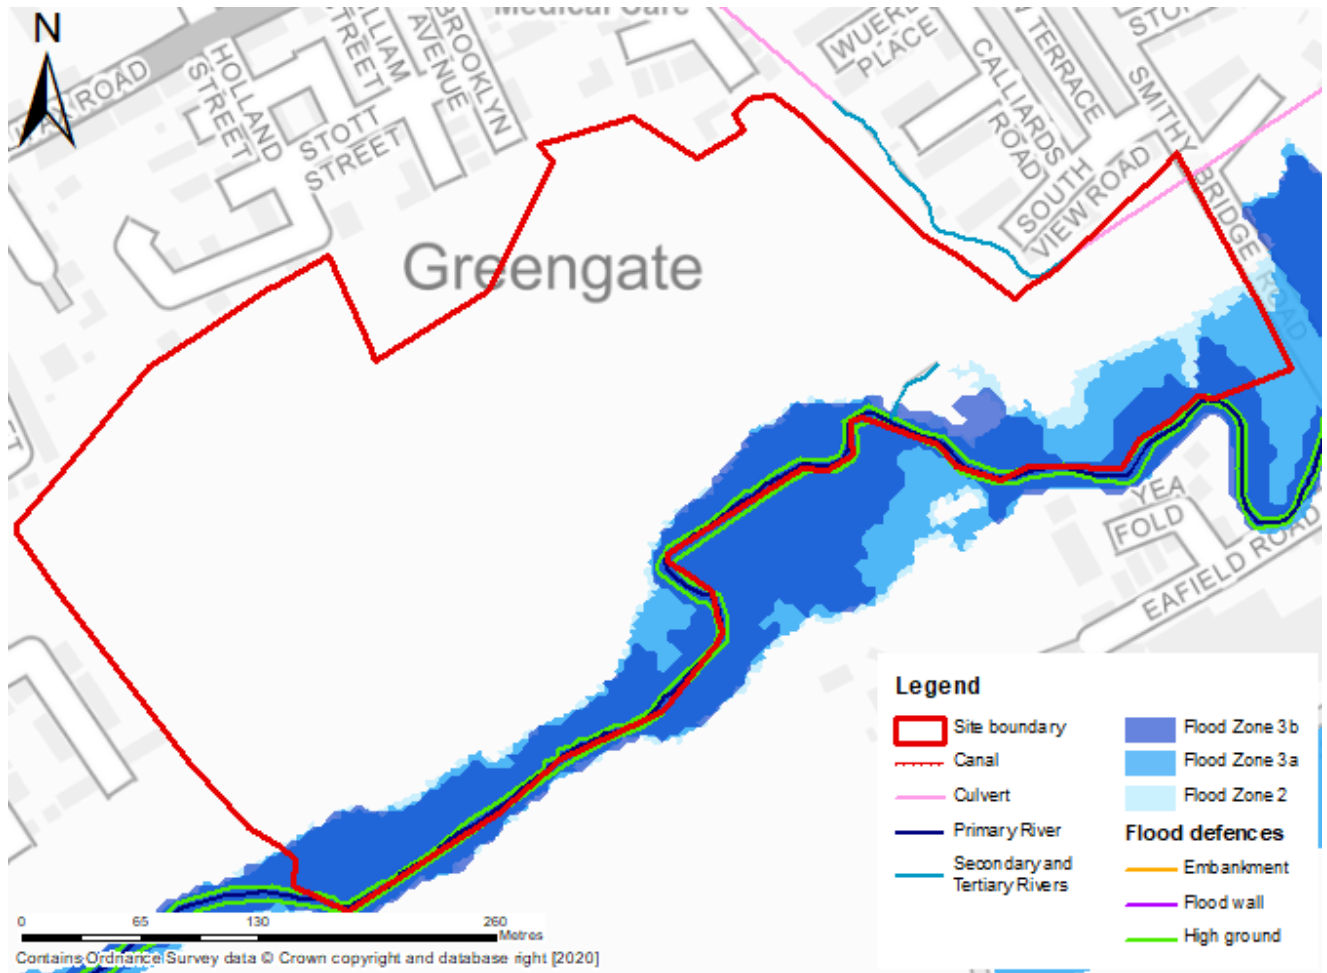 N
Medical Care
ROAD
HOLLAND
STREET
STOTT
STREET
STREET
BROOKLYN
AVENUE
PLACE
CALLIARDS
ROAD
TERRACE
SMITHY
BRIDGE
ROAD
SOUTH
VIEW ROAD
Greengate
YEA
FOLD
EAFIELD ROAD
Legend
Site boundary
Canal
Culvert
Primary River
Secondary and
Tertiary Rivers
Flood Zone 3b
Flood Zone 3a
Flood Zone 2
Flood defences
Embankment
Flood wall
High ground
0 65 130 260
Metres
Contains Ordnance Survey data © Crown copyright and database right [2020]